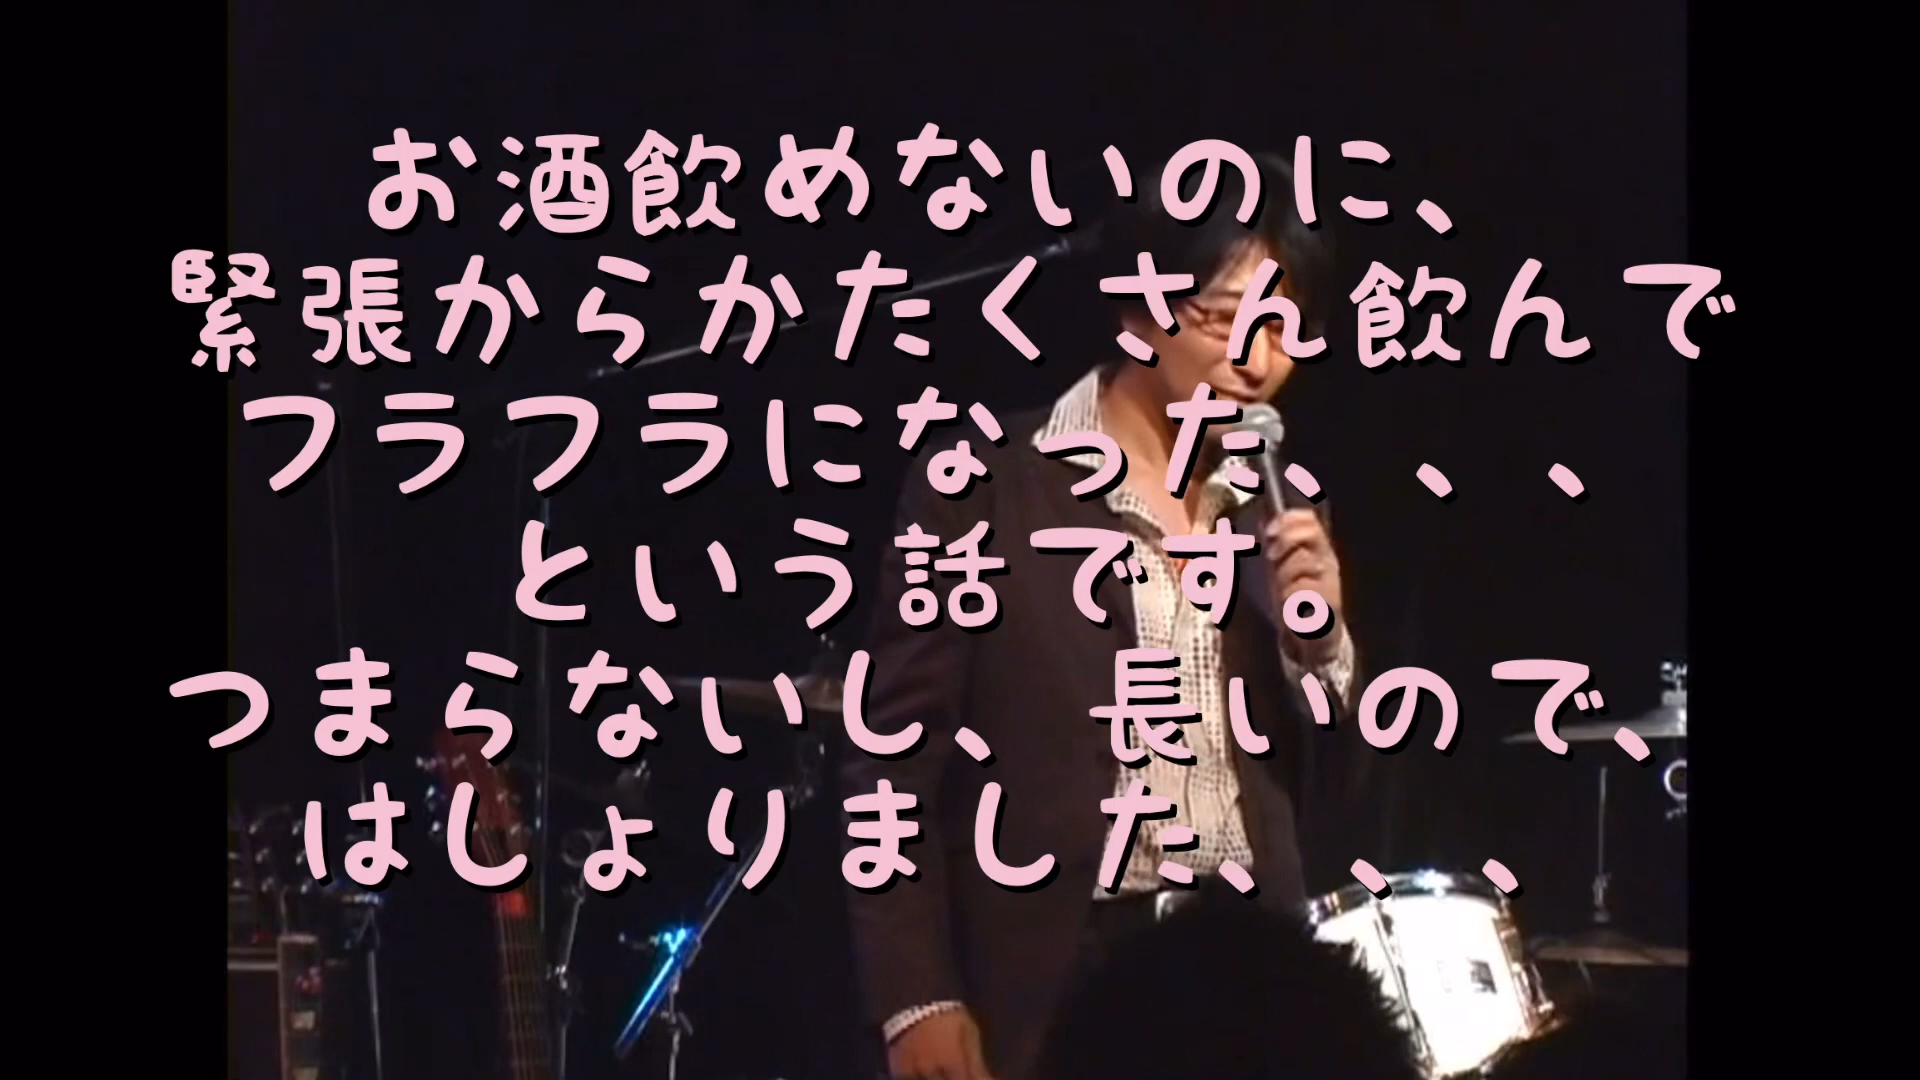 お酒飲めないのに、
緊張からかたくさん飲んで
フラフラになった、、、
という話です。
つまらないし、長いので、
はしょりました、、、